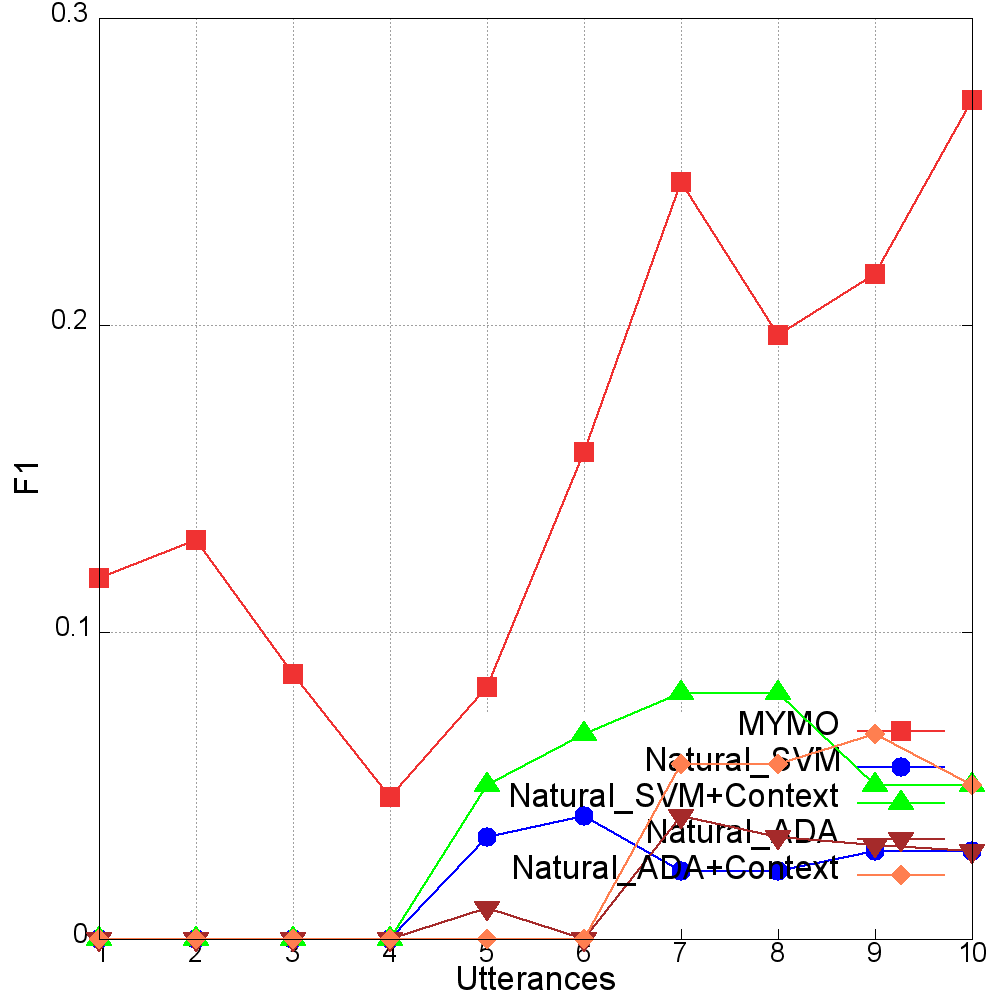 0.3
0.2
F1
0.1
MYMO
Natural_SVM
Natural_SVM+Context
Natural_ADA
Natural_ADA+Context
0
1 2 3 4 5 6 7 8 9 10
Utterances